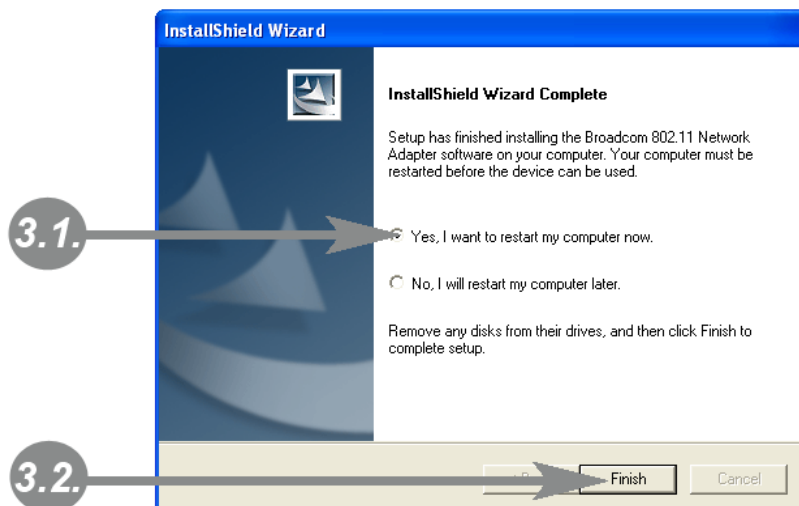 InstallShield Wizard
InstallShield Wizard Complete
Setup has finished installing the Broadcom 802.11 Network
Adapter software on your computer. Your computer must be
restarted before the device can be used.
3.1.
Yes, I want to restart my computer now.
No, I will restart my computer later.
Remove any disks from their drives, and then click Finish to
complete setup.
3.2.
Finish
Cancel